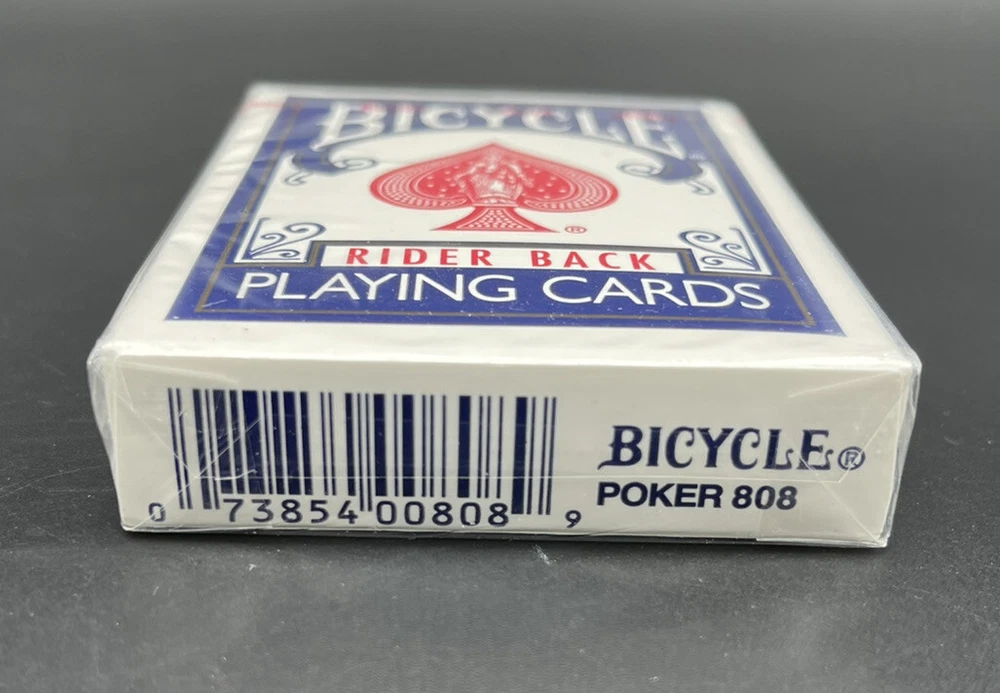 BICYCLE
®
RIDER BACK
PLAYING CARDS
BICYCLE®
POKER 808
0 73854 00808 9